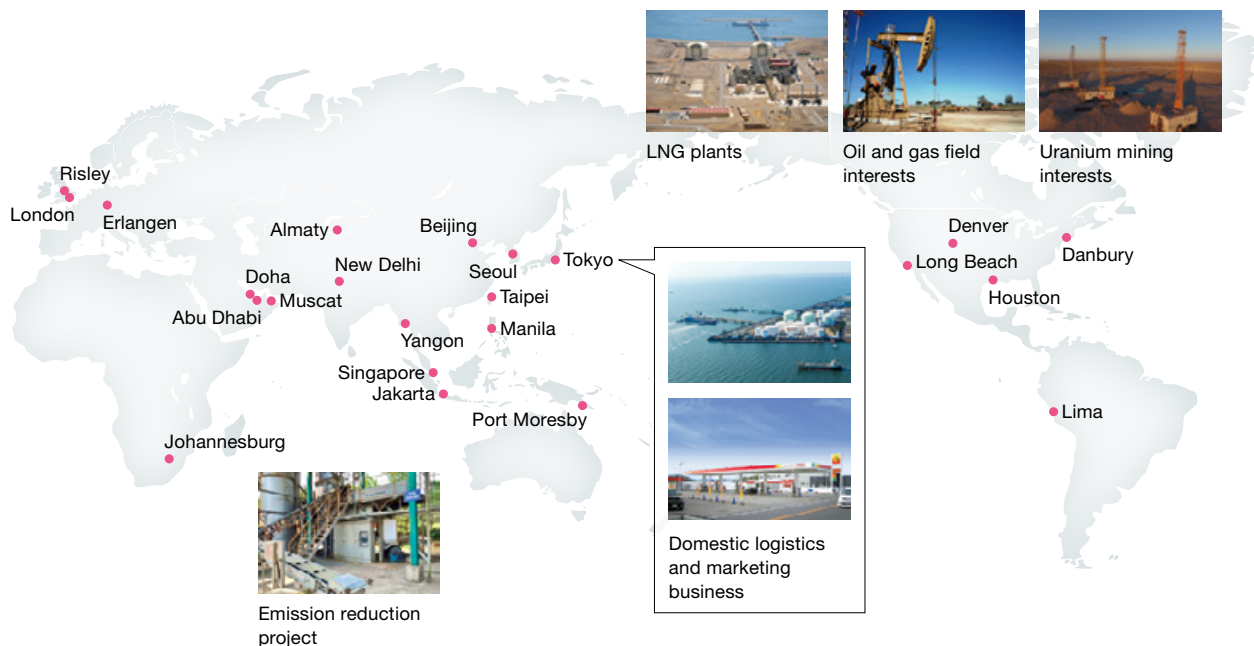 LNG plants
Oil and gas field
interests
Uranium mining
interests
Risley
London
Erlangen
Almaty
Beijing
Denver
Danbury
Long Beach
Houston
Doha
New Delhi
Seoul
Tokyo
Abu Dhabi
Muscat
Taipei
Yangon
Manila
Singapore
Jakarta
Port Moresby
Lima
Johannesburg
Domestic logistics
and marketing
business
Emission reduction
project